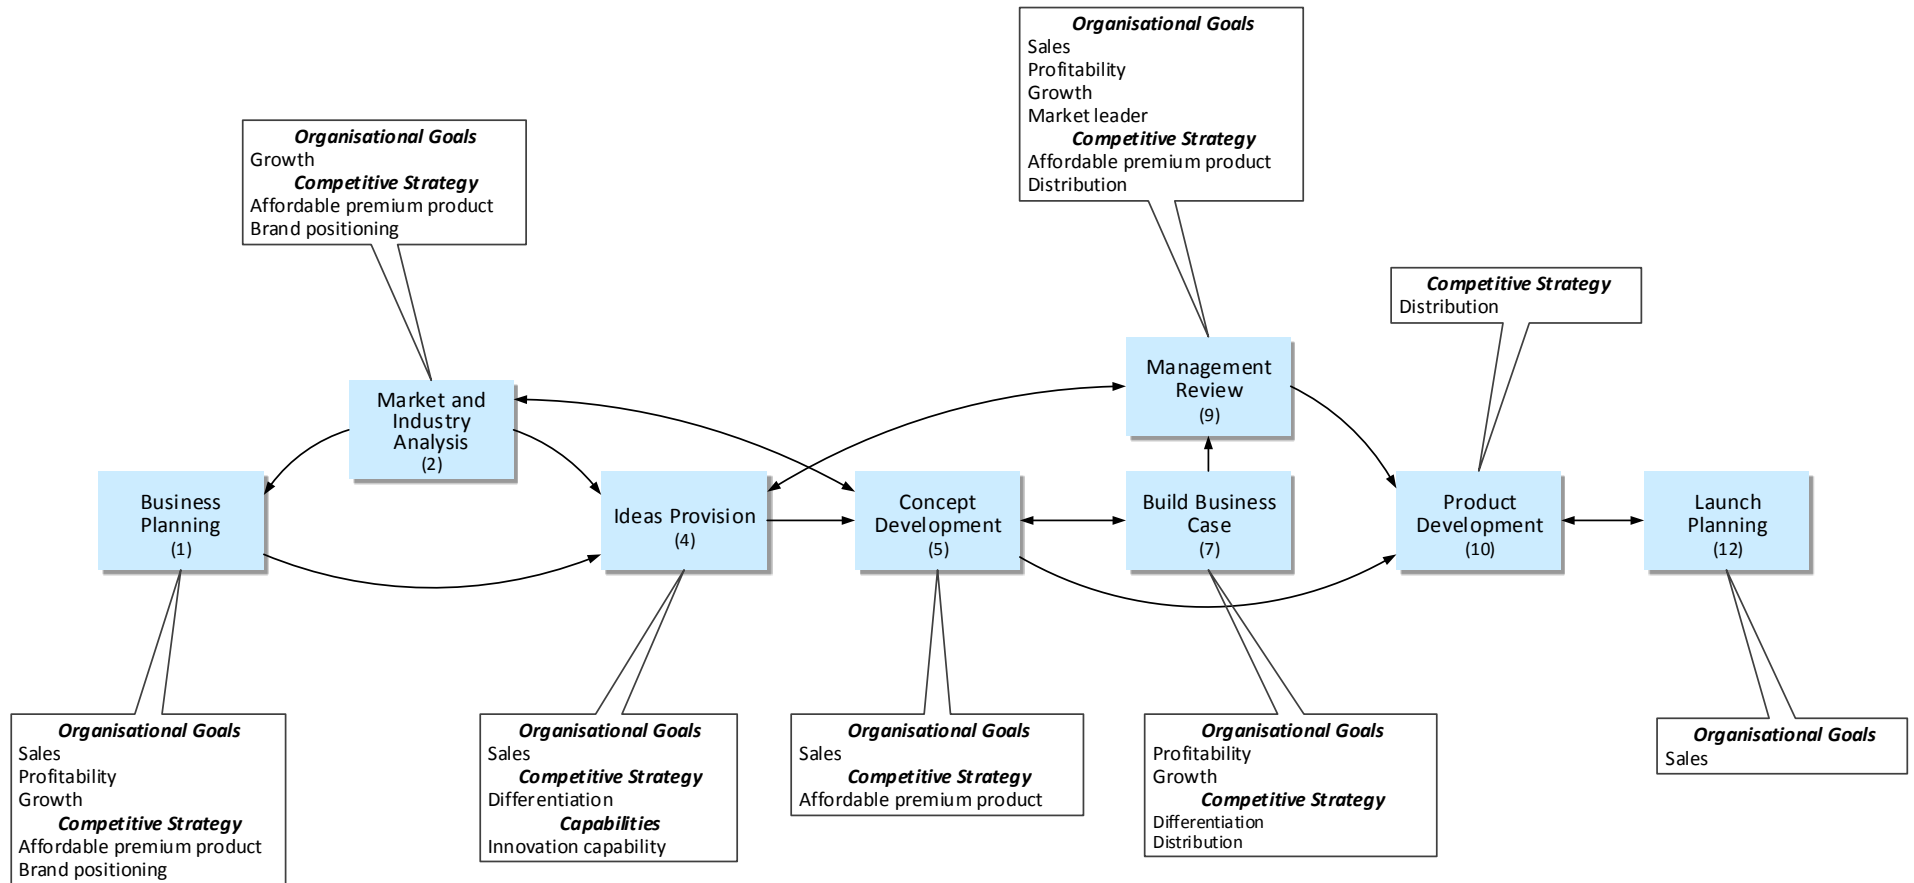 Organisational Goals
Sales
Profitability
Growth
Market leader
Competitive Strategy
Affordable premium product
Distribution
Organisational Goals
Growth
Competitive Strategy
Affordable premium product
Brand positioning
Competitive Strategy
Distribution
Management
Review
(9)
Market and
Industry
Analysis
(2)
Business
Planning
(1)
Ideas Provision
(4)
Concept
Development
(5)
Build Business
Case
(7)
Product
Development
(10)
Launch
Planning
(12)
Organisational Goals
Sales
Profitability
Growth
Competitive Strategy
Affordable premium product
Brand positioning
Organisational Goals
Sales
Competitive Strategy
Differentiation
Capabilities
Innovation capability
Organisational Goals
Sales
Competitive Strategy
Affordable premium product
Organisational Goals
Profitability
Growth
Competitive Strategy
Differentiation
Distribution
Organisational Goals
Sales